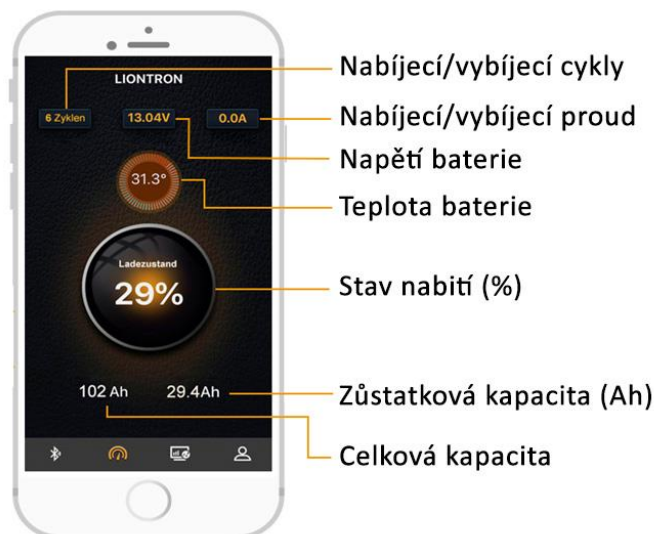 LIONTRON
6 Zyklen
13.04V
0.0A
31.3°
Ladezustand
29%
102 Ah
29.4Ah
Nabíjecí/vybíjecí cykly
Nabíjecí/vybíjecí proud
Napětí baterie
Teplota baterie
Stav nabití (%)
Zůstatková kapacita (Ah)
Celková kapacita